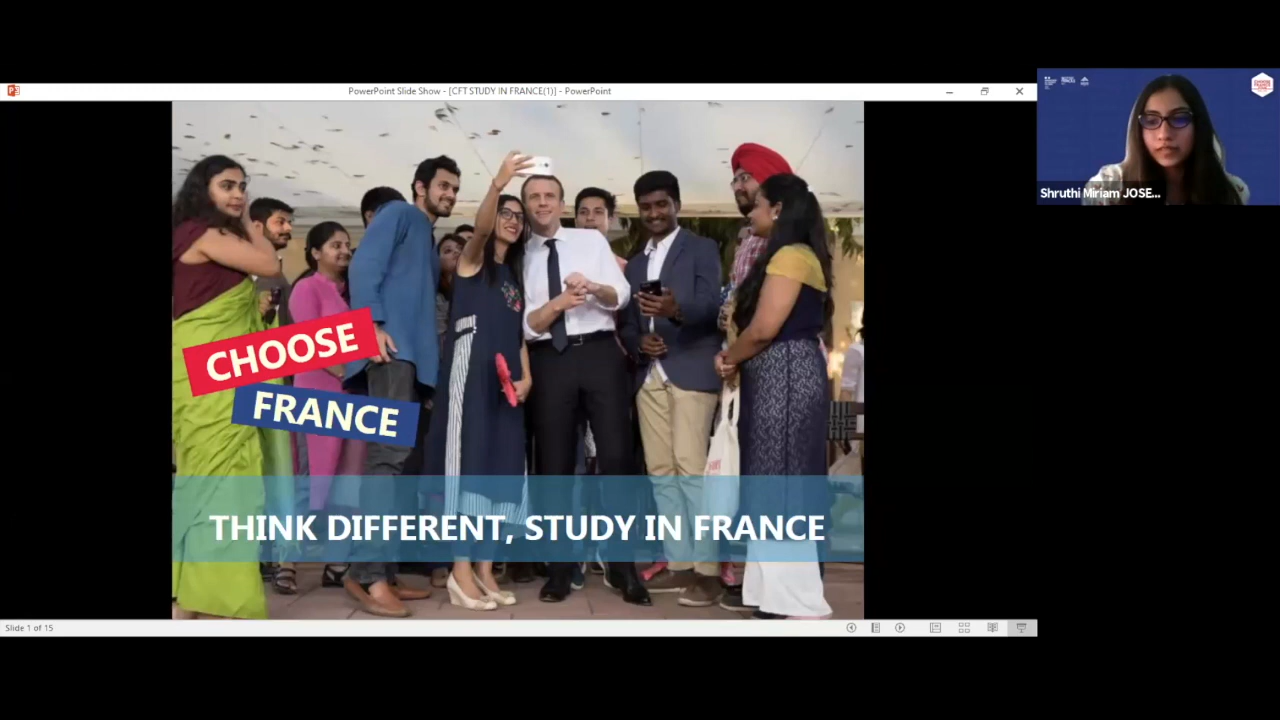 PowerPoint Slide Show - [CFT STUDY IN FRANCE(1)] - PowerPoint
Shruthi Miriam JOSE...
CHOOSE
FRANCE
THINK DIFFERENT, STUDY IN FRANCE
Slide 1 of 15